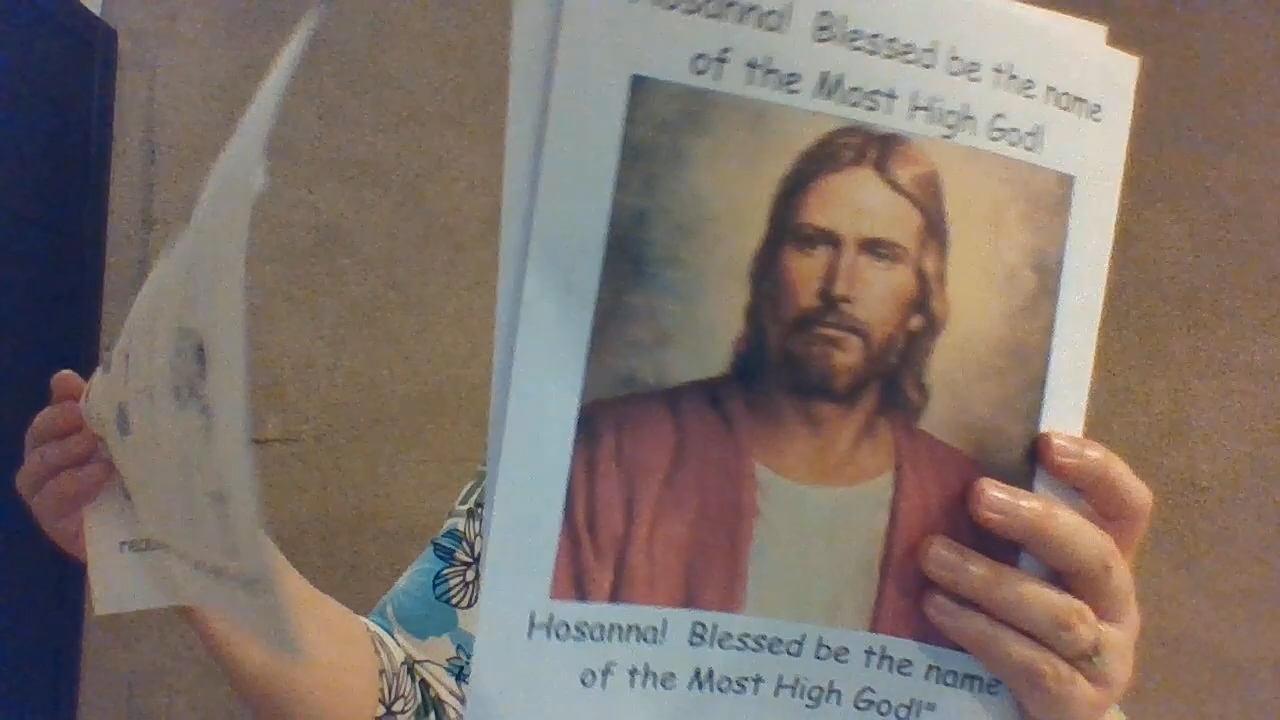 Hosanna! Blessed be the name
of the Most High God!
Hosanna! Blessed be the name
of the Most High God!"